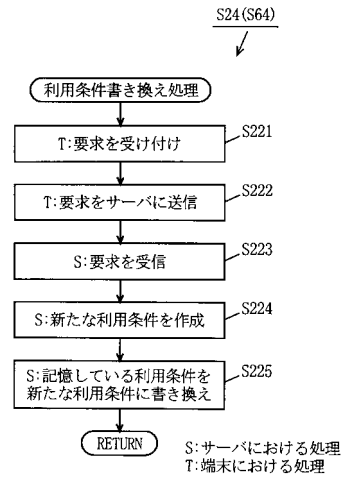 S24(S64)
利用条件書き換え処理
T:要求を受け付け
S221
T:要求をサーバに送信
S222
S:要求を受信
S223
S:新たな利用条件を作成
S224
S:記憶している利用条件を
新たな利用条件に書き換え
S225
RETURN
S:サーバにおける処理
T:端末における処理